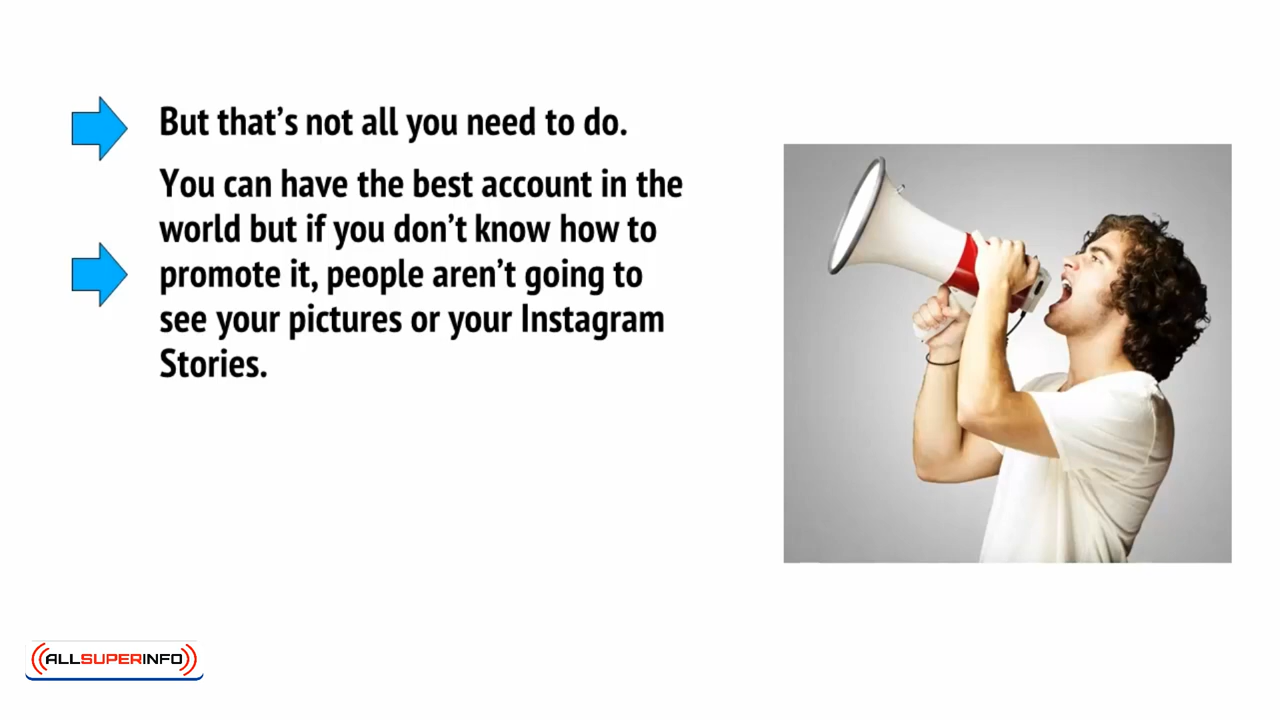 But that’s not all you need to do.
You can have the best account in the
world but if you don’t know how to
promote it, people aren’t going to
see your pictures or your Instagram
Stories.
ALLSUPERINFO